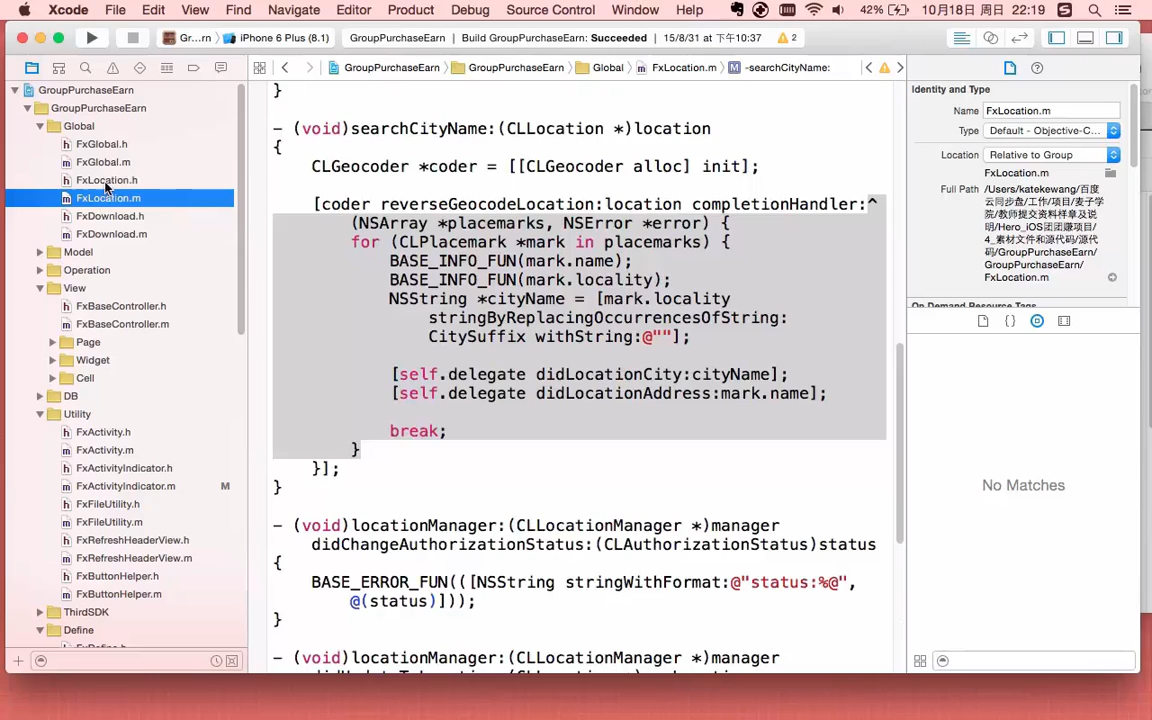 Xcode File Edit View Find Navigate Editor Product Debug Source Control Window Help 42% 10月18日 周日 22:19
Gr...rn iPhone 6 Plus (8.1) GroupPurchaseEarn Build GroupPurchaseEarn: Succeeded 15/8/31 at 下午10:37 2
GroupPurchaseEarn GroupPurchaseEarn Global FxLocation.m M -searchCityName:
GroupPurchaseEarn
GroupPurchaseEarn
Global
h FxGlobal.h
m FxGlobal.m
h FxLocation.h
m FxLocation.m
h FxDownload.h
m FxDownload.m
Model
Operation
View
h FxBaseController.h
m FxBaseController.m
Page
Widget
Cell
DB
Utility
h FxActivity.h
m FxActivity.m
h FxActivityIndicator.h
m FxActivityIndicator.m M
h FxFileUtility.h
m FxFileUtility.m
h FxRefreshHeaderView.h
m FxRefreshHeaderView.m
h FxButtonHelper.h
m FxButtonHelper.m
ThirdSDK
Define
}
- (void)searchCityName:(CLLocation *)location
{
CLGeocoder *coder = [[CLGeocoder alloc] init];
[coder reverseGeocodeLocation:location completionHandler:^
(NSArray *placemarks, NSError *error) {
for (CLPlacemark *mark in placemarks) {
BASE_INFO_FUN(mark.name);
BASE_INFO_FUN(mark.locality);
NSString *cityName = [mark.locality
stringByReplacingOccurrencesOfString:
CitySuffix withString:@""];
[self.delegate didLocationCity:cityName];
[self.delegate didLocationAddress:mark.name];
break;
}
}];
}
- (void)locationManager:(CLLocationManager *)manager
didChangeAuthorizationStatus:(CLAuthorizationStatus)status
{
BASE_ERROR_FUN(([NSString stringWithFormat:@"status:%@",
@(status)]));
}
- (void)locationManager:(CLLocationManager *)manager
Identity and Type
Name FxLocation.m
Type Default - Objective-C...
Location Relative to Group
FxLocation.m
Full Path /Users/katekewang/百度
云同步盘/工作/项目/麦子学
院/教师提交资料样章及说
明/Hero_iOS团团赚项目/
4_素材文件和源代码/源代
码/GroupPurchaseEarn/
GroupPurchaseEarn/
FxLocation.m
On Demand Resource Tags
No Matches